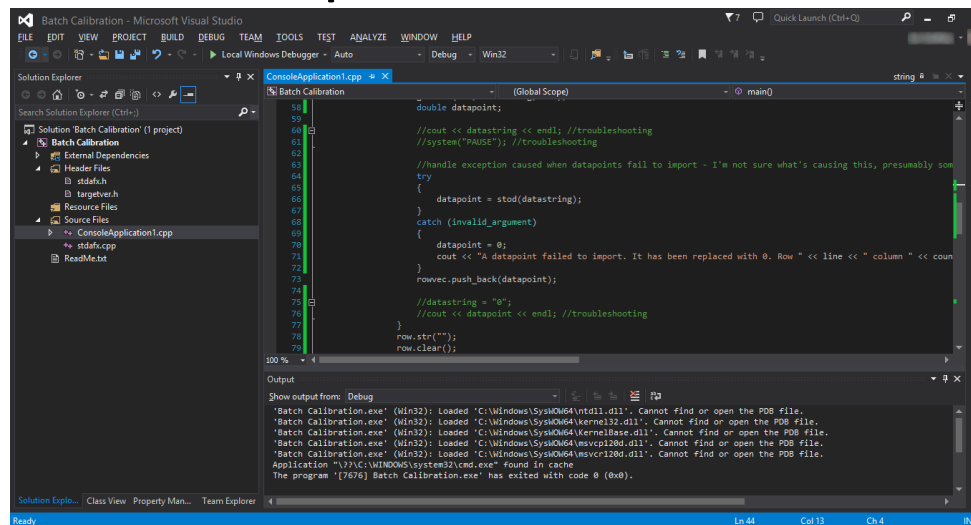 Batch Calibration - Microsoft Visual Studio
7
Quick Launch (Ctrl+Q)
FILE EDIT VIEW PROJECT BUILD DEBUG TEAM TOOLS TEST ANALYZE WINDOW HELP
Local Windows Debugger Auto Debug Win32
Solution Explorer
Search Solution Explorer (Ctrl+;)
Solution 'Batch Calibration' (1 project)
Batch Calibration
External Dependencies
Header Files
stdafx.h
targetver.h
Resource Files
Source Files
ConsoleApplication1.cpp
stdafx.cpp
ReadMe.txt
Solution Explo... Class View Property Man... Team Explorer
ConsoleApplication1.cpp
string
Batch Calibration (Global Scope) main()
58 double datapoint;
59
60 //cout << datastring << endl; //troubleshooting
61 //system("PAUSE"); //troubleshooting
62
63 //handle exception caused when datapoints fail to import - I'm not sure what's causing this, presumably som
64 try
65 {
66 datapoint = stod(datastring);
67 }
68 catch (invalid_argument)
69 {
70 datapoint = 0;
71 cout << "A datapoint failed to import. It has been replaced with 0. Row " << line << " column " << coun
72 }
73 rowvec.push_back(datapoint);
74
75 //datastring = "0";
76 //cout << datapoint << endl; //troubleshooting
77 }
78 row.str("");
79 row.clear();
100 %
Output
Show output from: Debug
'Batch Calibration.exe' (Win32): Loaded 'C:\Windows\SysWOW64\ntdll.dll'. Cannot find or open the PDB file.
'Batch Calibration.exe' (Win32): Loaded 'C:\Windows\SysWOW64\kernel32.dll'. Cannot find or open the PDB file.
'Batch Calibration.exe' (Win32): Loaded 'C:\Windows\SysWOW64\KernelBase.dll'. Cannot find or open the PDB file.
'Batch Calibration.exe' (Win32): Loaded 'C:\Windows\SysWOW64\msvcp120d.dll'. Cannot find or open the PDB file.
'Batch Calibration.exe' (Win32): Loaded 'C:\Windows\SysWOW64\msvcr120d.dll'. Cannot find or open the PDB file.
Application "\??\C:\WINDOWS\system32\cmd.exe" found in cache
The program '[7676] Batch Calibration.exe' has exited with code 0 (0x0).
Ready Ln 44 Col 13 Ch 4 IN